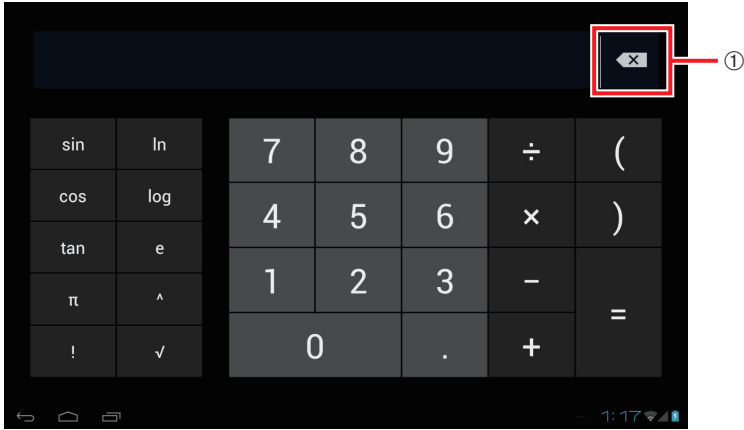 ①
sin ln 7 8 9 ÷ (
cos log 4 5 6 × )
tan e 1 2 3 −
π ^ =
! √ 0 . +
1:17